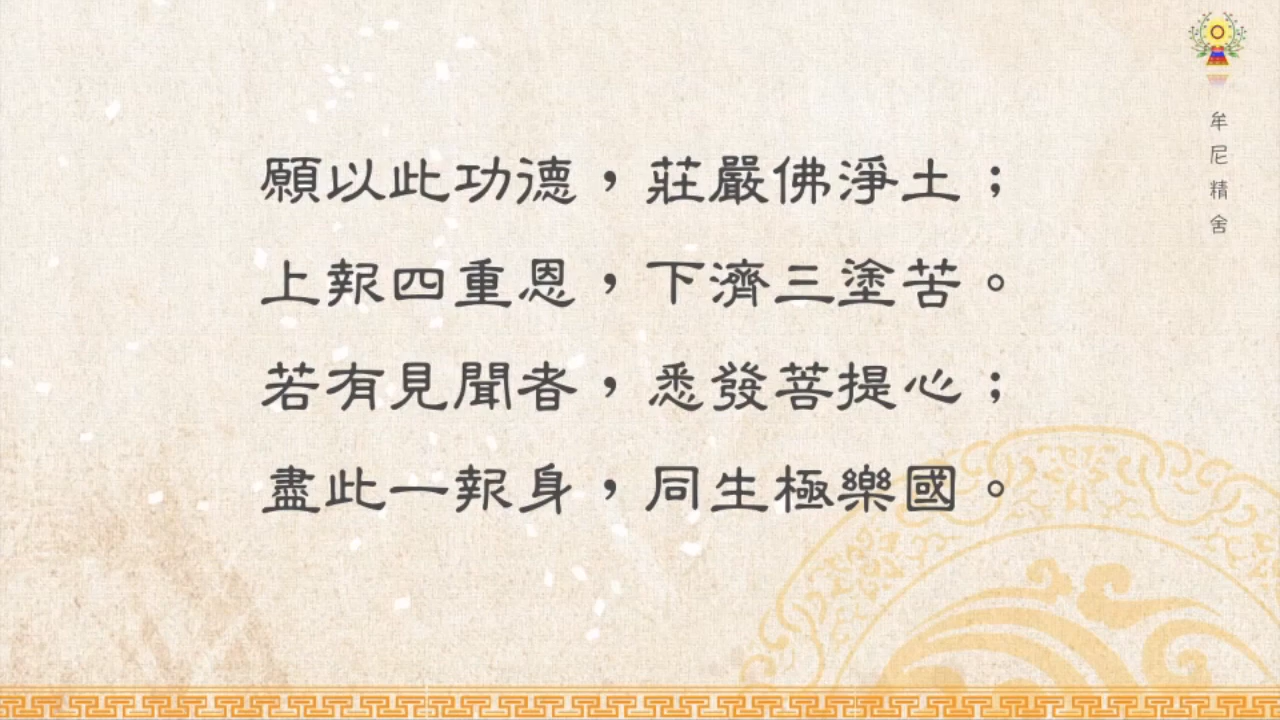 願以此功德，莊嚴佛淨土；
上報四重恩，下濟三塗苦。
若有見聞者，悉發菩提心；
盡此一報身，同生極樂國。
牟尼精舍